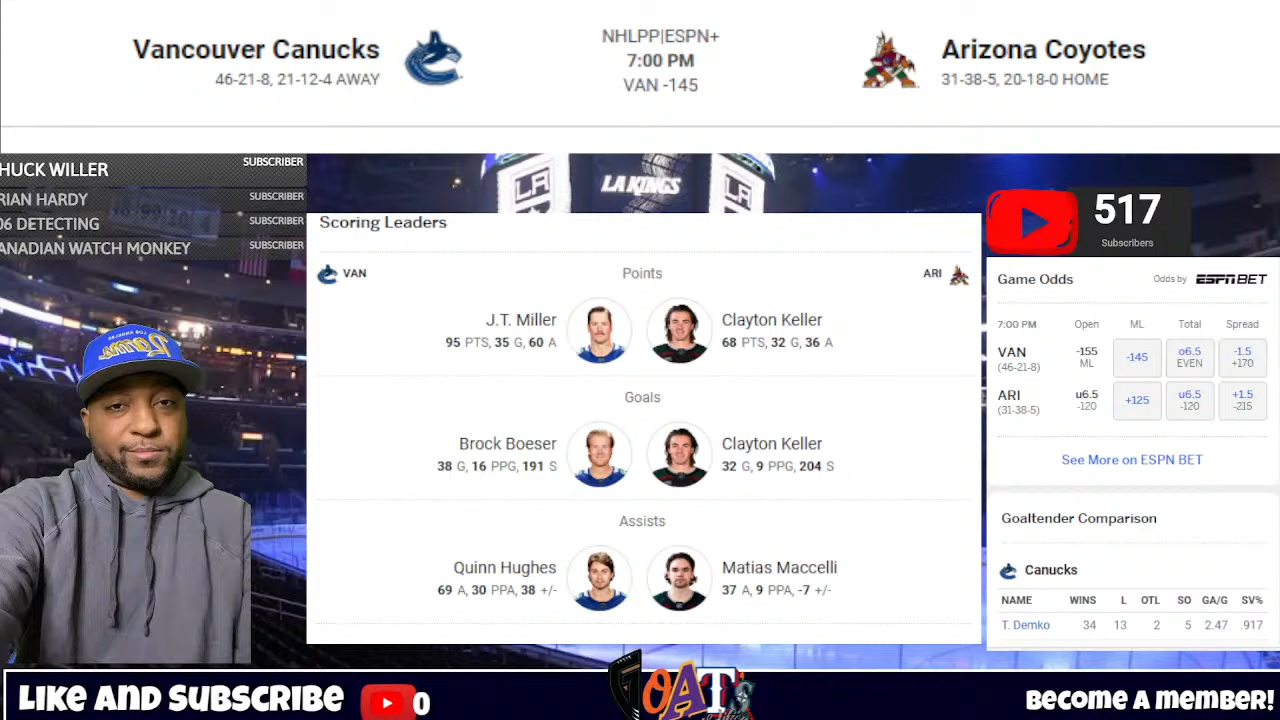 Vancouver Canucks
46-21-8, 21-12-4 AWAY
NHLPP|ESPN+
7:00 PM
VAN -145
Arizona Coyotes
31-38-5, 20-18-0 HOME
HUCK WILLER SUBSCRIBER
RIAN HARDY SUBSCRIBER
06 DETECTING SUBSCRIBER
ANADIAN WATCH MONKEY SUBSCRIBER
LA LA KINGS LA
Scoring Leaders
VAN Points ARI
J.T. Miller Clayton Keller
95 PTS, 35 G, 60 A 68 PTS, 32 G, 36 A
Goals
Brock Boeser Clayton Keller
38 G, 16 PPG, 191 S 32 G, 9 PPG, 204 S
Assists
Quinn Hughes Matias Maccelli
69 A, 30 PPA, 38 +/- 37 A, 9 PPA, -7 +/-
517
Subscribers
Game Odds Odds by ESPN BET
7:00 PM Open ML Total Spread
VAN -155 -145 o6.5 -1.5
(46-21-8) ML EVEN +170
ARI u6.5 +125 u6.5 +1.5
(31-38-5) -120 -120 -215
See More on ESPN BET
Goaltender Comparison
Canucks
NAME WINS L OTL SO GA/G SV%
T. Demko 34 13 2 5 2.47 .917
Rams
LIKE AND SUBSCRIBE 0
GOAT
BECOME A MEMBER!